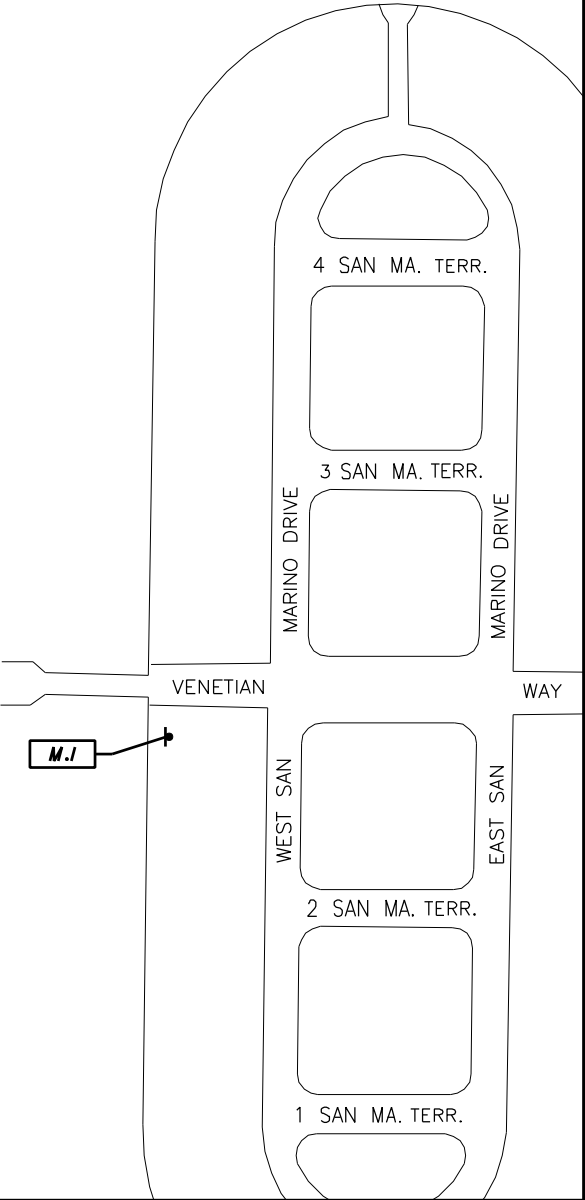 4 SAN MA. TERR.
3 SAN MA. TERR.
MARINO DRIVE
MARINO DRIVE
VENETIAN
WAY
M.1
WEST SAN
EAST SAN
2 SAN MA. TERR.
1 SAN MA. TERR.